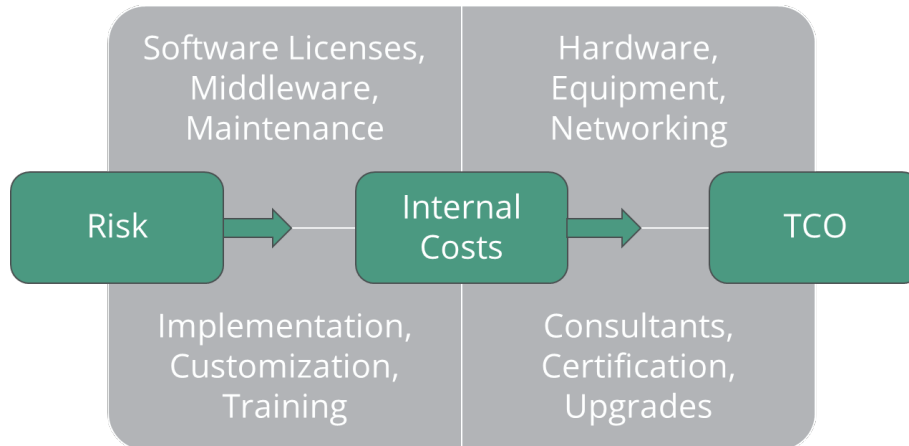 Software Licenses,
Middleware,
Maintenance
Hardware,
Equipment,
Networking
Risk
Internal
Costs
TCO
Implementation,
Customization,
Training
Consultants,
Certification,
Upgrades